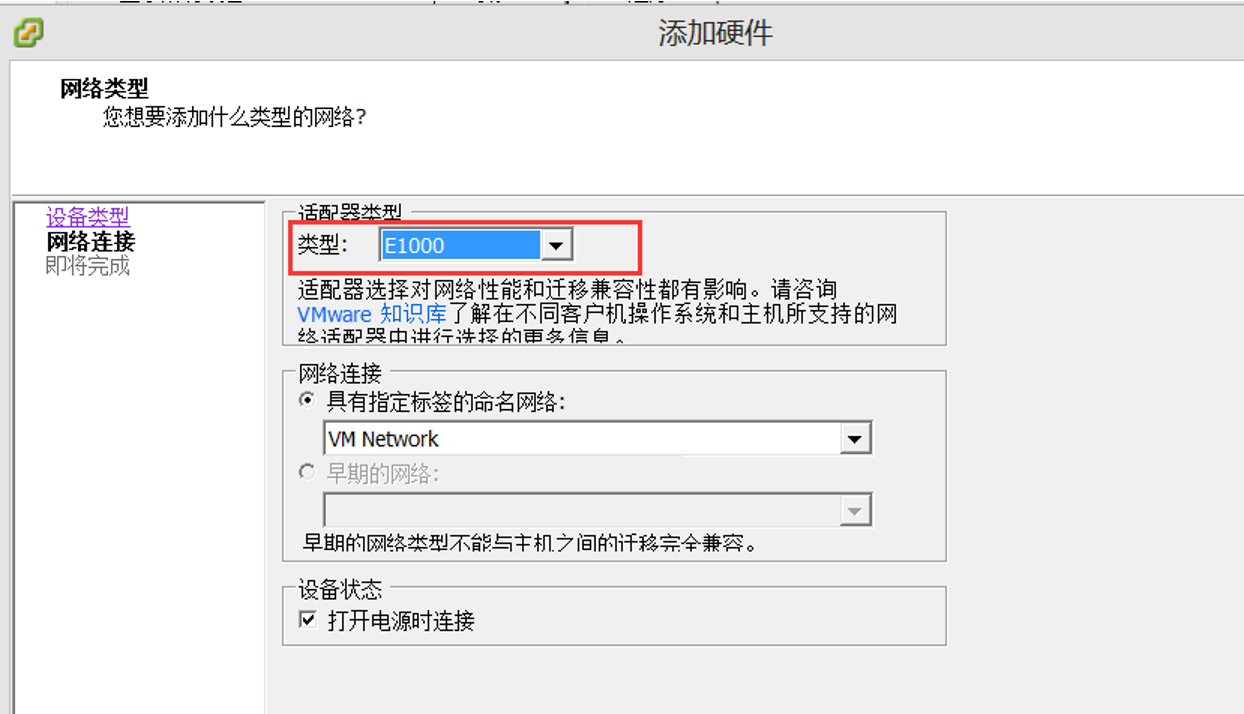 添加硬件
网络类型
您想要添加什么类型的网络?
设备类型
网络连接
即将完成
适配器类型
类型: E1000
适配器选择对网络性能和迁移兼容性都有影响。请咨询
VMware 知识库了解在不同客户机操作系统和主机所支持的网
络适配器中进行选择的更多信息。
网络连接
具有指定标签的命名网络:
VM Network
早期的网络:
早期的网络类型不能与主机之间的迁移完全兼容。
设备状态
打开电源时连接